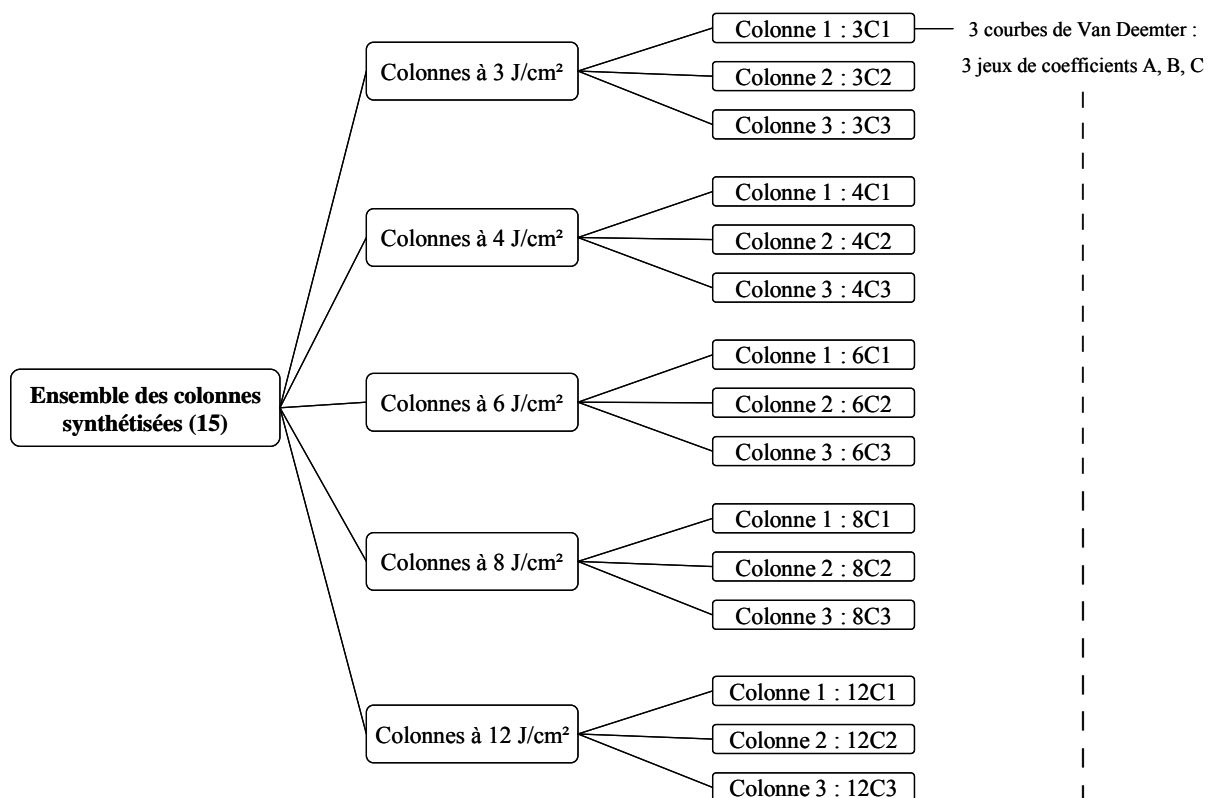 Colonne 1 : 3C1
3 courbes de Van Deemter :
3 jeux de coefficients A, B, C
Colonnes à 3 J/cm²
Colonne 2 : 3C2
Colonne 3 : 3C3
Colonne 1 : 4C1
Colonnes à 4 J/cm²
Colonne 2 : 4C2
Colonne 3 : 4C3
Colonne 1 : 6C1
Ensemble des colonnes
synthétisées (15)
Colonnes à 6 J/cm²
Colonne 2 : 6C2
Colonne 3 : 6C3
Colonne 1 : 8C1
Colonnes à 8 J/cm²
Colonne 2 : 8C2
Colonne 3 : 8C3
Colonne 1 : 12C1
Colonnes à 12 J/cm²
Colonne 2 : 12C2
Colonne 3 : 12C3